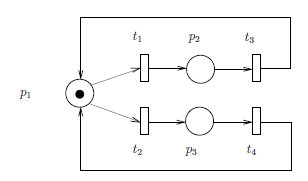 t₁ p₂ t₃
p₁
t₂ p₃ t₄